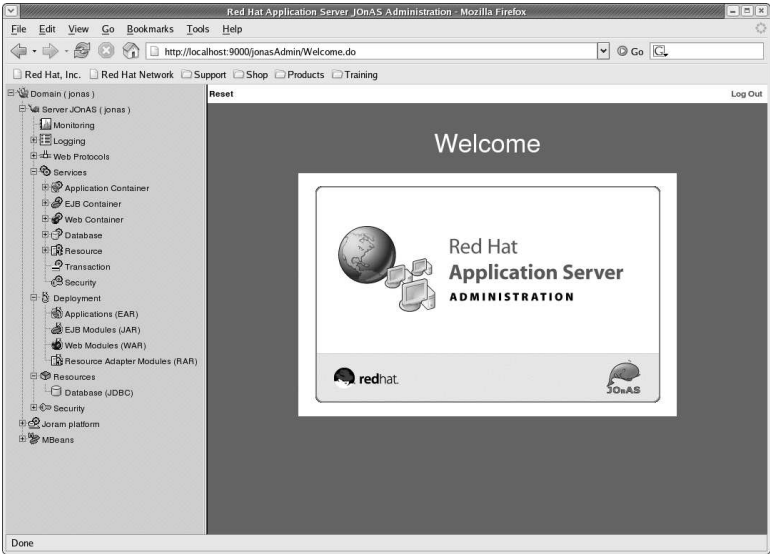 Red Hat Application Server JOnAS Administration - Mozilla Firefox
File Edit View Go Bookmarks Tools Help
http://localhost:9000/jonasAdmin/Welcome.do
Go
G
Red Hat, Inc. Red Hat Network Support Shop Products Training
Domain ( jonas )
Server JOnAS ( jonas )
Monitoring
Logging
Web Protocols
Services
Application Container
EJB Container
Web Container
Database
Resource
Transaction
Security
Deployment
Applications (EAR)
EJB Modules (JAR)
Web Modules (WAR)
Resource Adapter Modules (RAR)
Resources
Database (JDBC)
Security
Joram platform
MBeans
Reset
Log Out
Welcome
Red Hat
Application Server
ADMINISTRATION
redhat.
JOnAS
Done